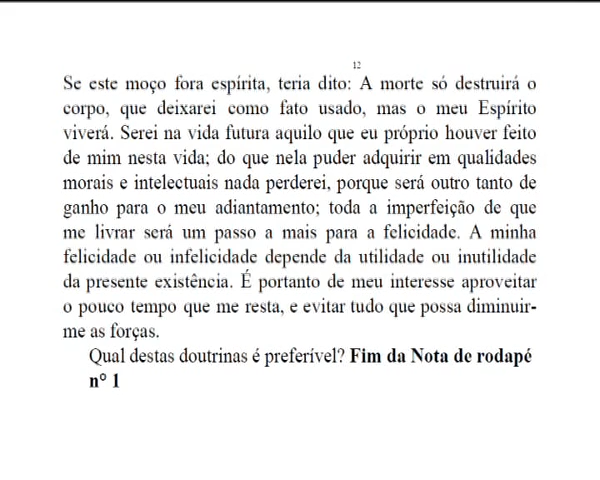 12
Se este moço fora espírita, teria dito: A morte só destruirá o
corpo, que deixarei como fato usado, mas o meu Espírito
viverá. Serei na vida futura aquilo que eu próprio houver feito
de mim nesta vida; do que nela puder adquirir em qualidades
morais e intelectuais nada perderei, porque será outro tanto de
ganho para o meu adiantamento; toda a imperfeição de que
me livrar será um passo a mais para a felicidade. A minha
felicidade ou infelicidade depende da utilidade ou inutilidade
da presente existência. É portanto de meu interesse aproveitar
o pouco tempo que me resta, e evitar tudo que possa diminuir-
me as forças.
Qual destas doutrinas é preferível? Fim da Nota de rodapé
nº 1